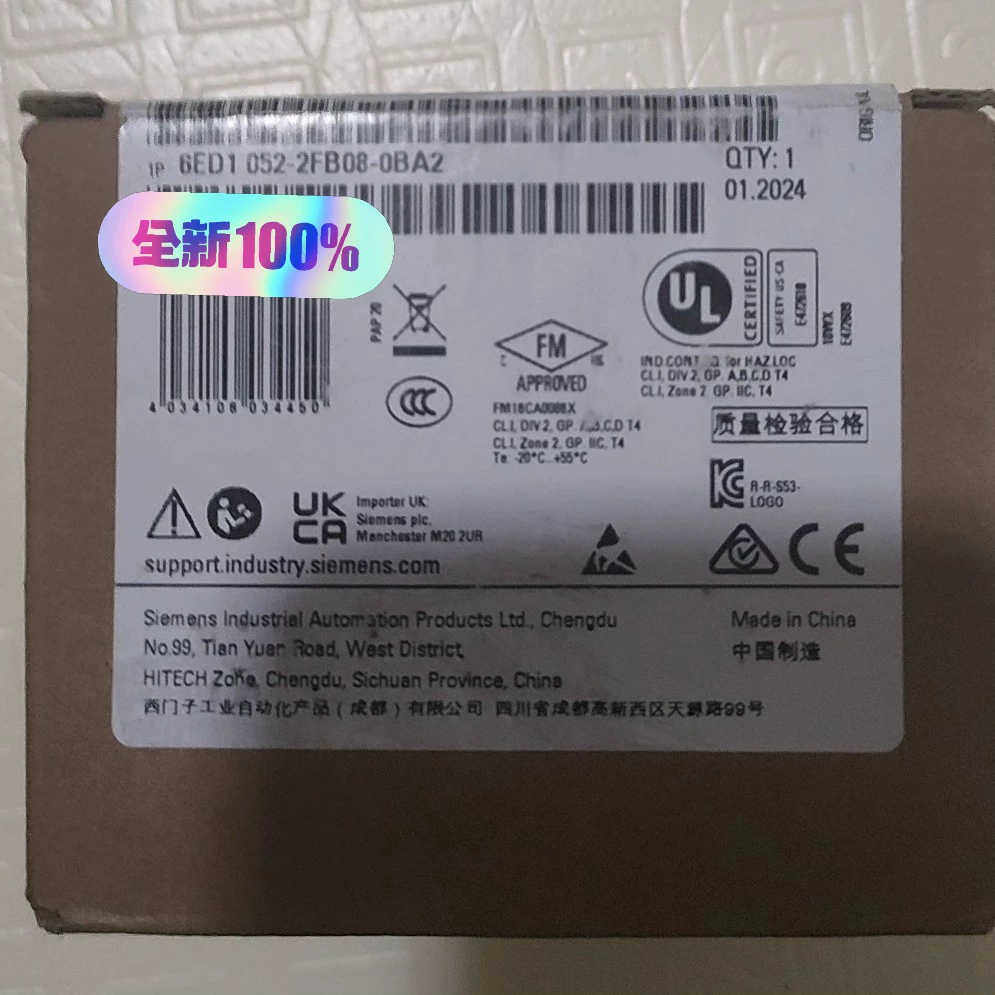 ORIGINAL
1P 6ED1 052-2FB08-0BA2
QTY: 1
01.2024
全新100%
4 034106 034450
PAP 20
UL
CERTIFIED
SAFETY US-CA
E472610
E472609
FM
APPROVED
IND.CONT for HAZ.LOC
CL.I, DIV 2, GP. A,B,C,D T4
CL.I, Zone 2, GP. IIC, T4
FM16CA0088X
CL.I, DIV 2, GP. A,B,C,D T4
CL.I, Zone 2, GP. IIC, T4
Ta: -20°C...+55°C
质量检验合格
R-R-S53-
LOGO
UK
CA
Importer UK:
Siemens plc.
Manchester M20 2UR
CE
support.industry.siemens.com
Siemens Industrial Automation Products Ltd., Chengdu
No.99, Tian Yuan Road, West District,
HITECH Zone, Chengdu, Sichuan Province, China
西门子工业自动化产品(成都)有限公司 四川省成都高新西区天源路99号
Made in China
中国制造